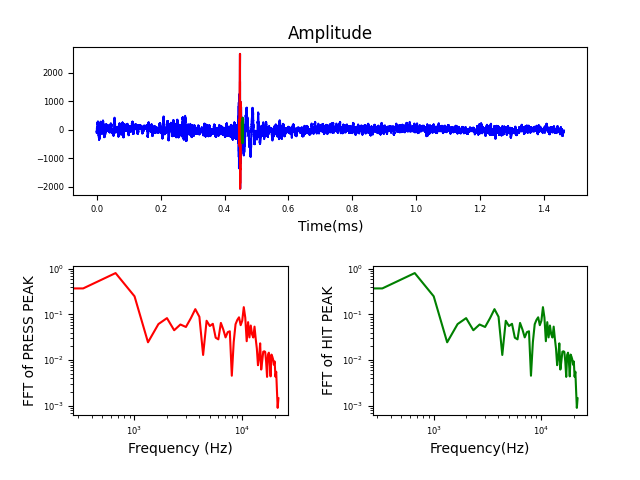 Amplitude
2000
1000
0
−1000
−2000
0.0 0.2 0.4 0.6 0.8 1.0 1.2 1.4
Time(ms)
FFT of PRESS PEAK
10⁰
10⁻¹
10⁻²
10⁻³
10³ 10⁴
Frequency (Hz)
FFT of HIT PEAK
10⁰
10⁻¹
10⁻²
10⁻³
10³ 10⁴
Frequency(Hz)